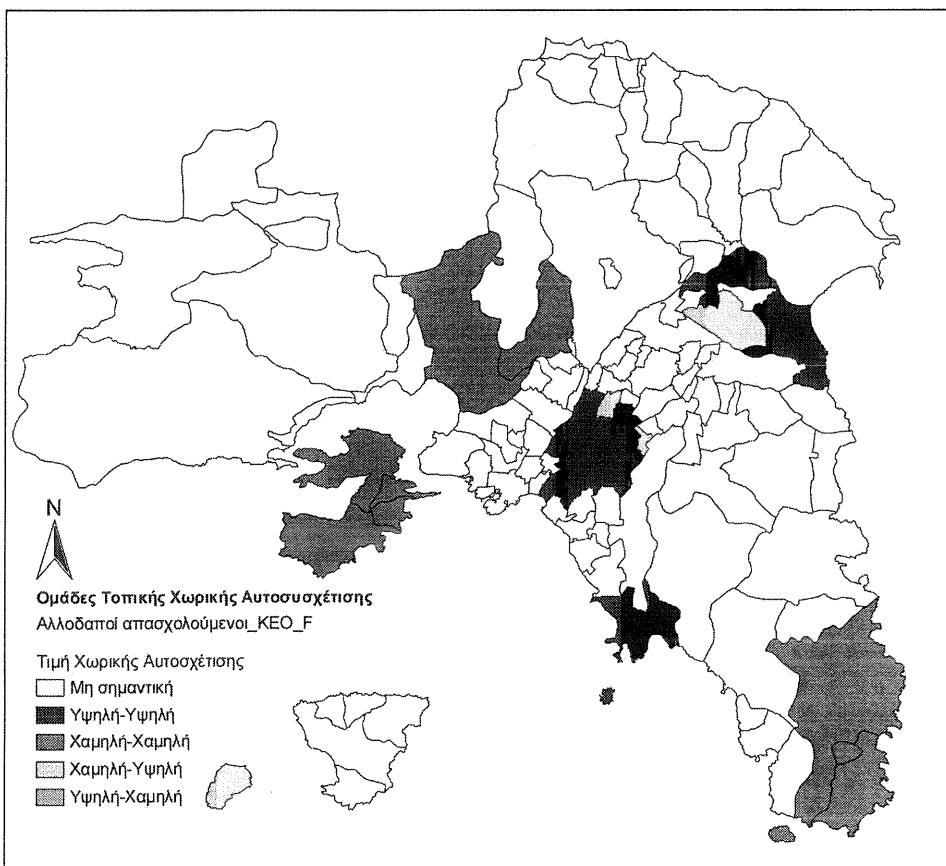 N
Ομάδες Τοπικής Χωρικής Αυτοσυσχέτισης
Αλλοδαποί απασχολούμενοι_ΚΕΟ_F
Τιμή Χωρικής Αυτοσχέτισης
Μη σημαντική
Υψηλή-Υψηλή
Χαμηλή-Χαμηλή
Χαμηλή-Υψηλή
Υψηλή-Χαμηλή